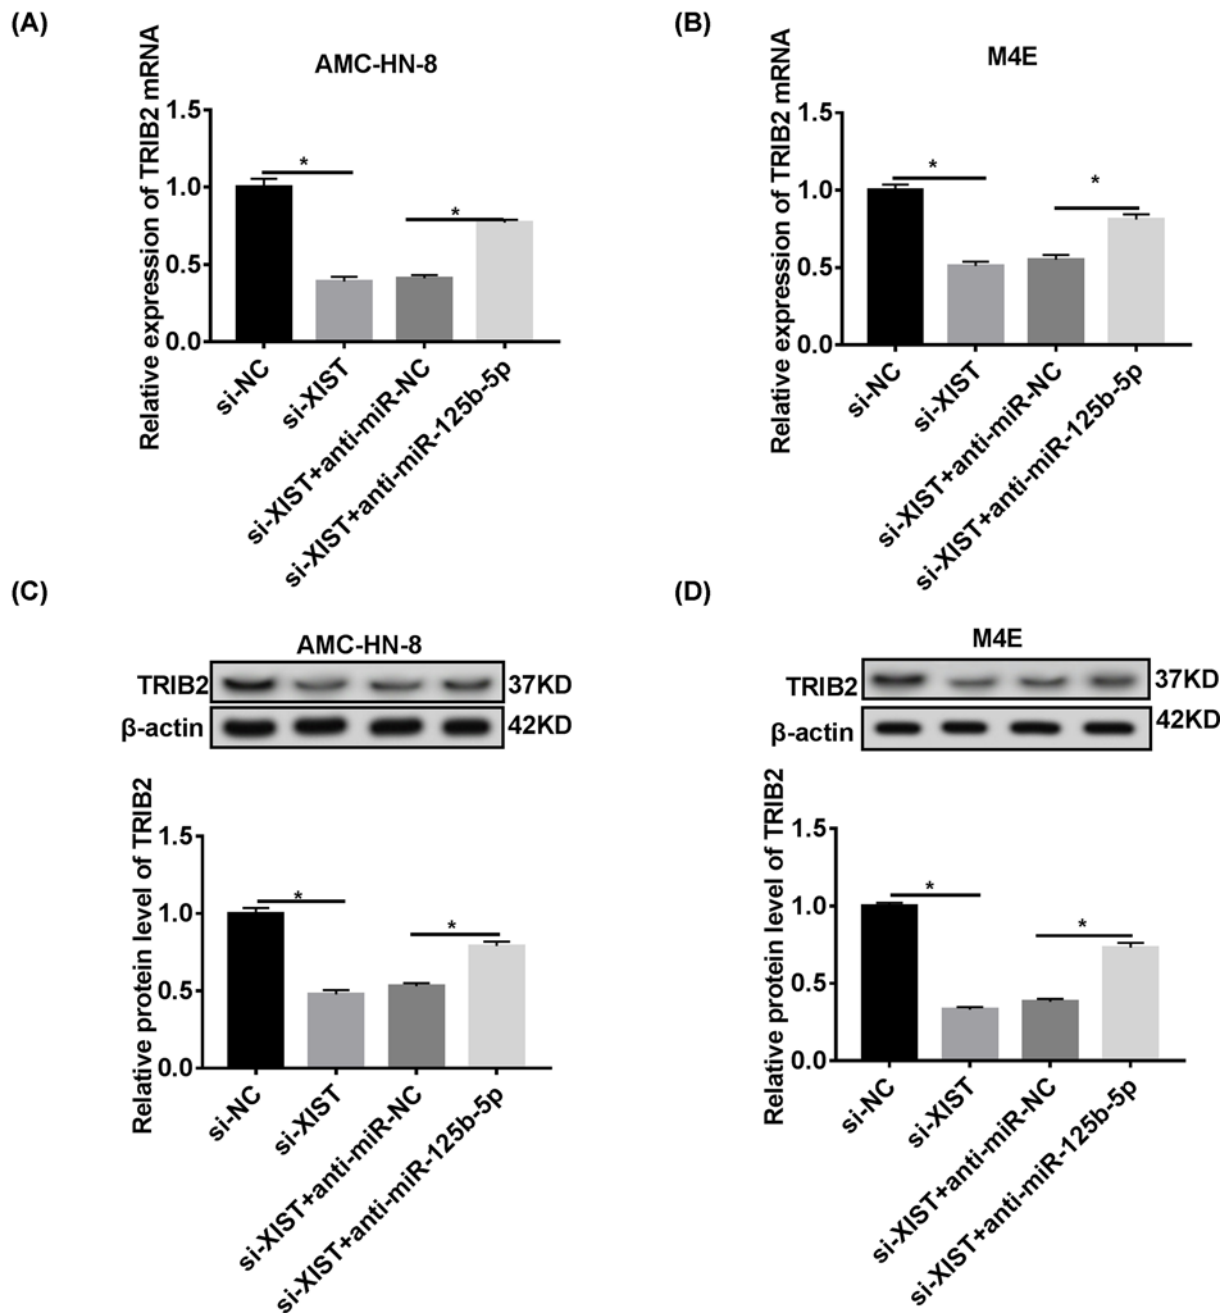 (A)
AMC-HN-8
Relative expression of TRIB2 mRNA
1.5
1.0
0.5
0.0
*
*
si-NC
si-XIST
si-XIST+anti-miR-NC
si-XIST+anti-miR-125b-5p
(B)
M4E
Relative expression of TRIB2 mRNA
1.5
1.0
0.5
0.0
*
*
si-NC
si-XIST
si-XIST+anti-miR-NC
si-XIST+anti-miR-125b-5p
(C)
AMC-HN-8
TRIB2 37KD
β-actin 42KD
Relative protein level of TRIB2
1.5
1.0
0.5
0.0
*
*
si-NC
si-XIST
si-XIST+anti-miR-NC
si-XIST+anti-miR-125b-5p
(D)
M4E
TRIB2 37KD
β-actin 42KD
Relative protein level of TRIB2
1.5
1.0
0.5
0.0
*
*
si-NC
si-XIST
si-XIST+anti-miR-NC
si-XIST+anti-miR-125b-5p